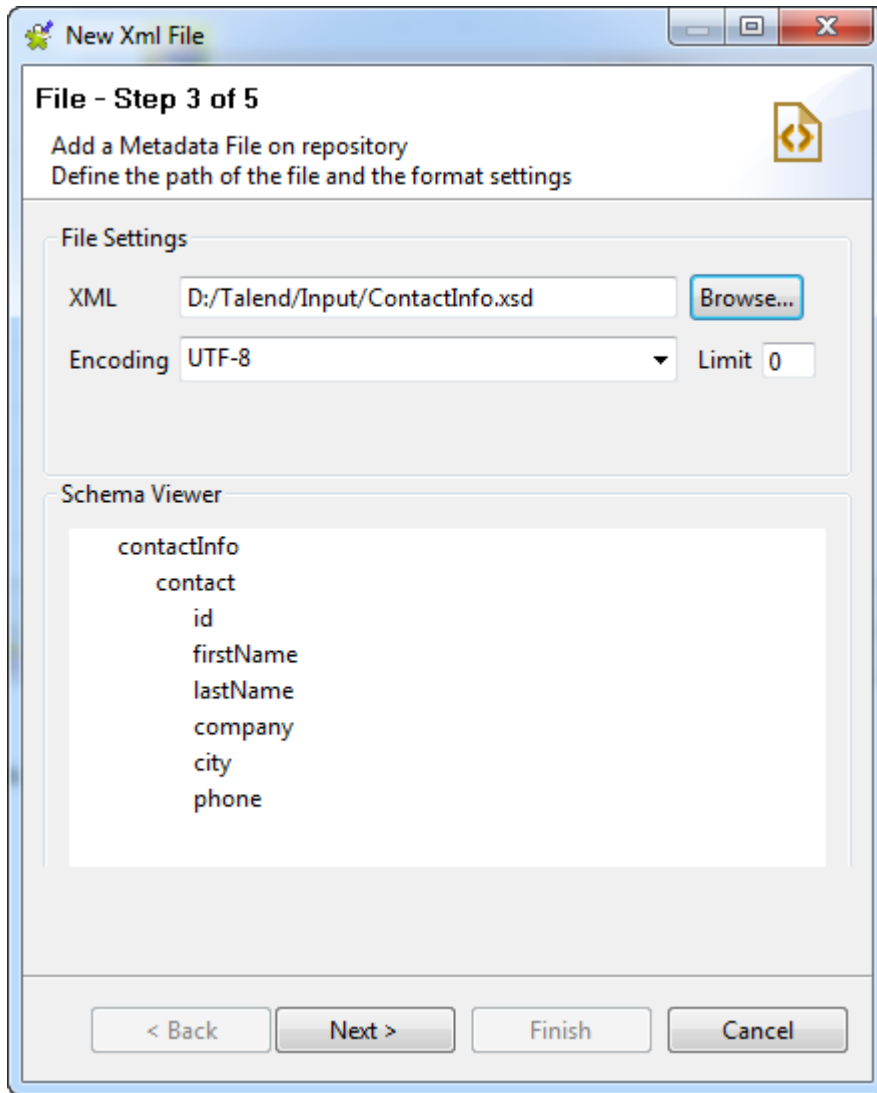 New Xml File
File - Step 3 of 5
Add a Metadata File on repository
Define the path of the file and the format settings
File Settings
XML D:/Talend/Input/ContactInfo.xsd Browse...
Encoding UTF-8 Limit 0
Schema Viewer
contactInfo
contact
id
firstName
lastName
company
city
phone
< Back Next > Finish Cancel